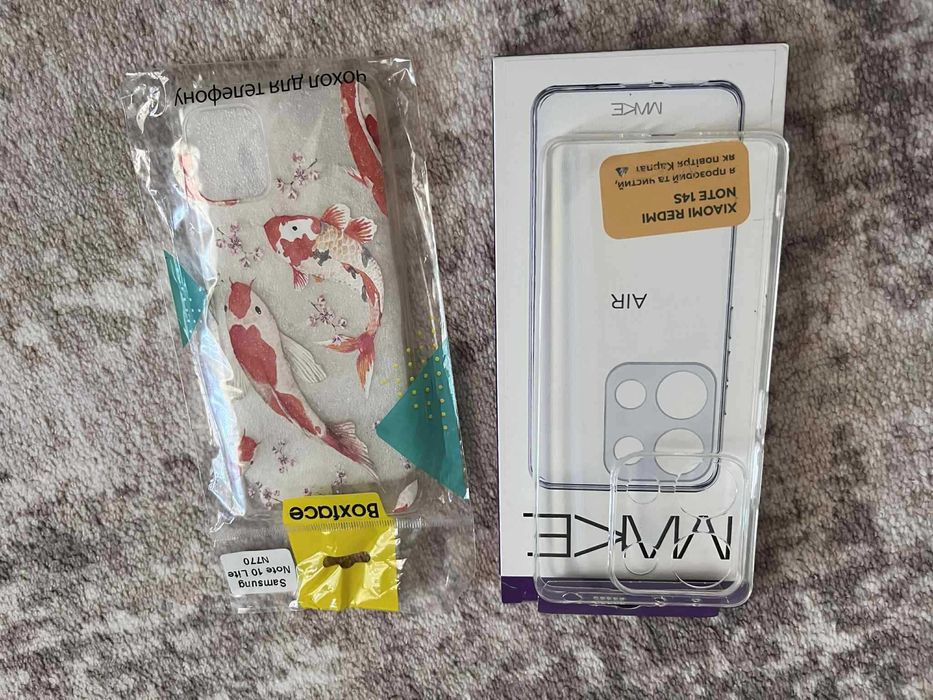 Чохол для телефону
Boxface
Samsung
Note 10 Lite
N770
MAKE
XIAOMI REDMI
NOTE 14S
я прозорий та чистий,
як повітря Карпат
AIR
MAKE